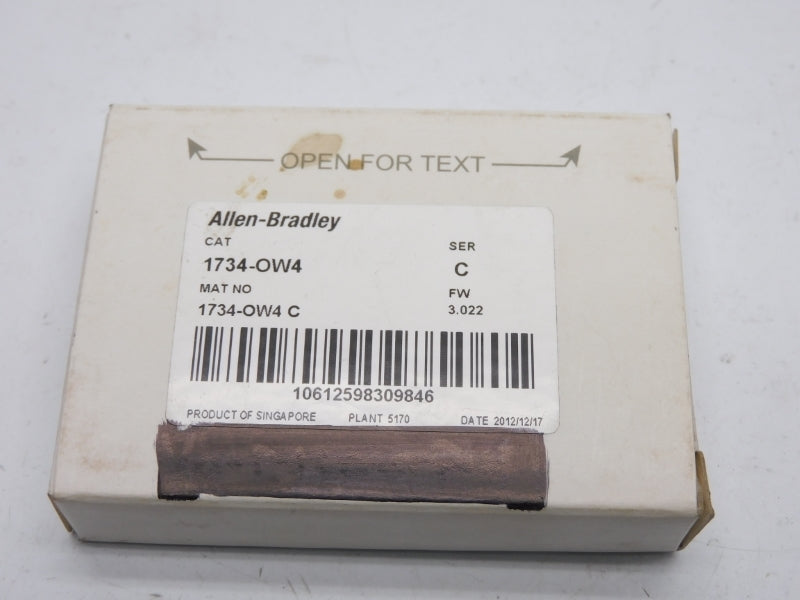 OPEN FOR TEXT
Allen-Bradley
CAT SER
1734-OW4 C
MAT NO FW
1734-OW4 C 3.022
10612598309846
PRODUCT OF SINGAPORE PLANT 5170 DATE 2012/12/17